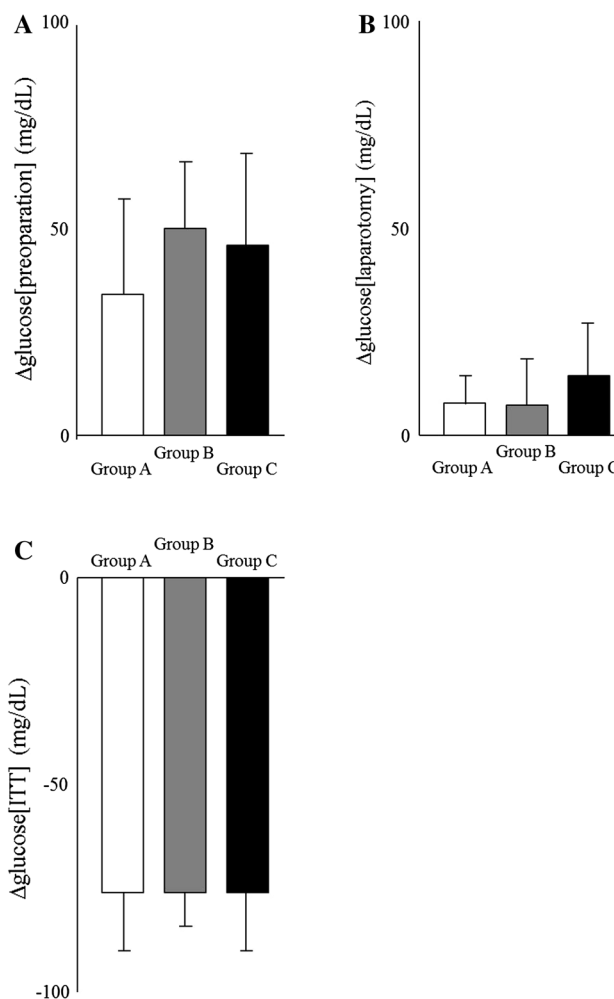 A
100
Δglucose[preoparation] (mg/dL)
50
0
Group A
Group B
Group C
B
100
Δglucose[laparotomy] (mg/dL)
50
0
Group A
Group B
Group C
C
Group A
Group B
Group C
0
Δglucose[ITT] (mg/dL)
-50
-100